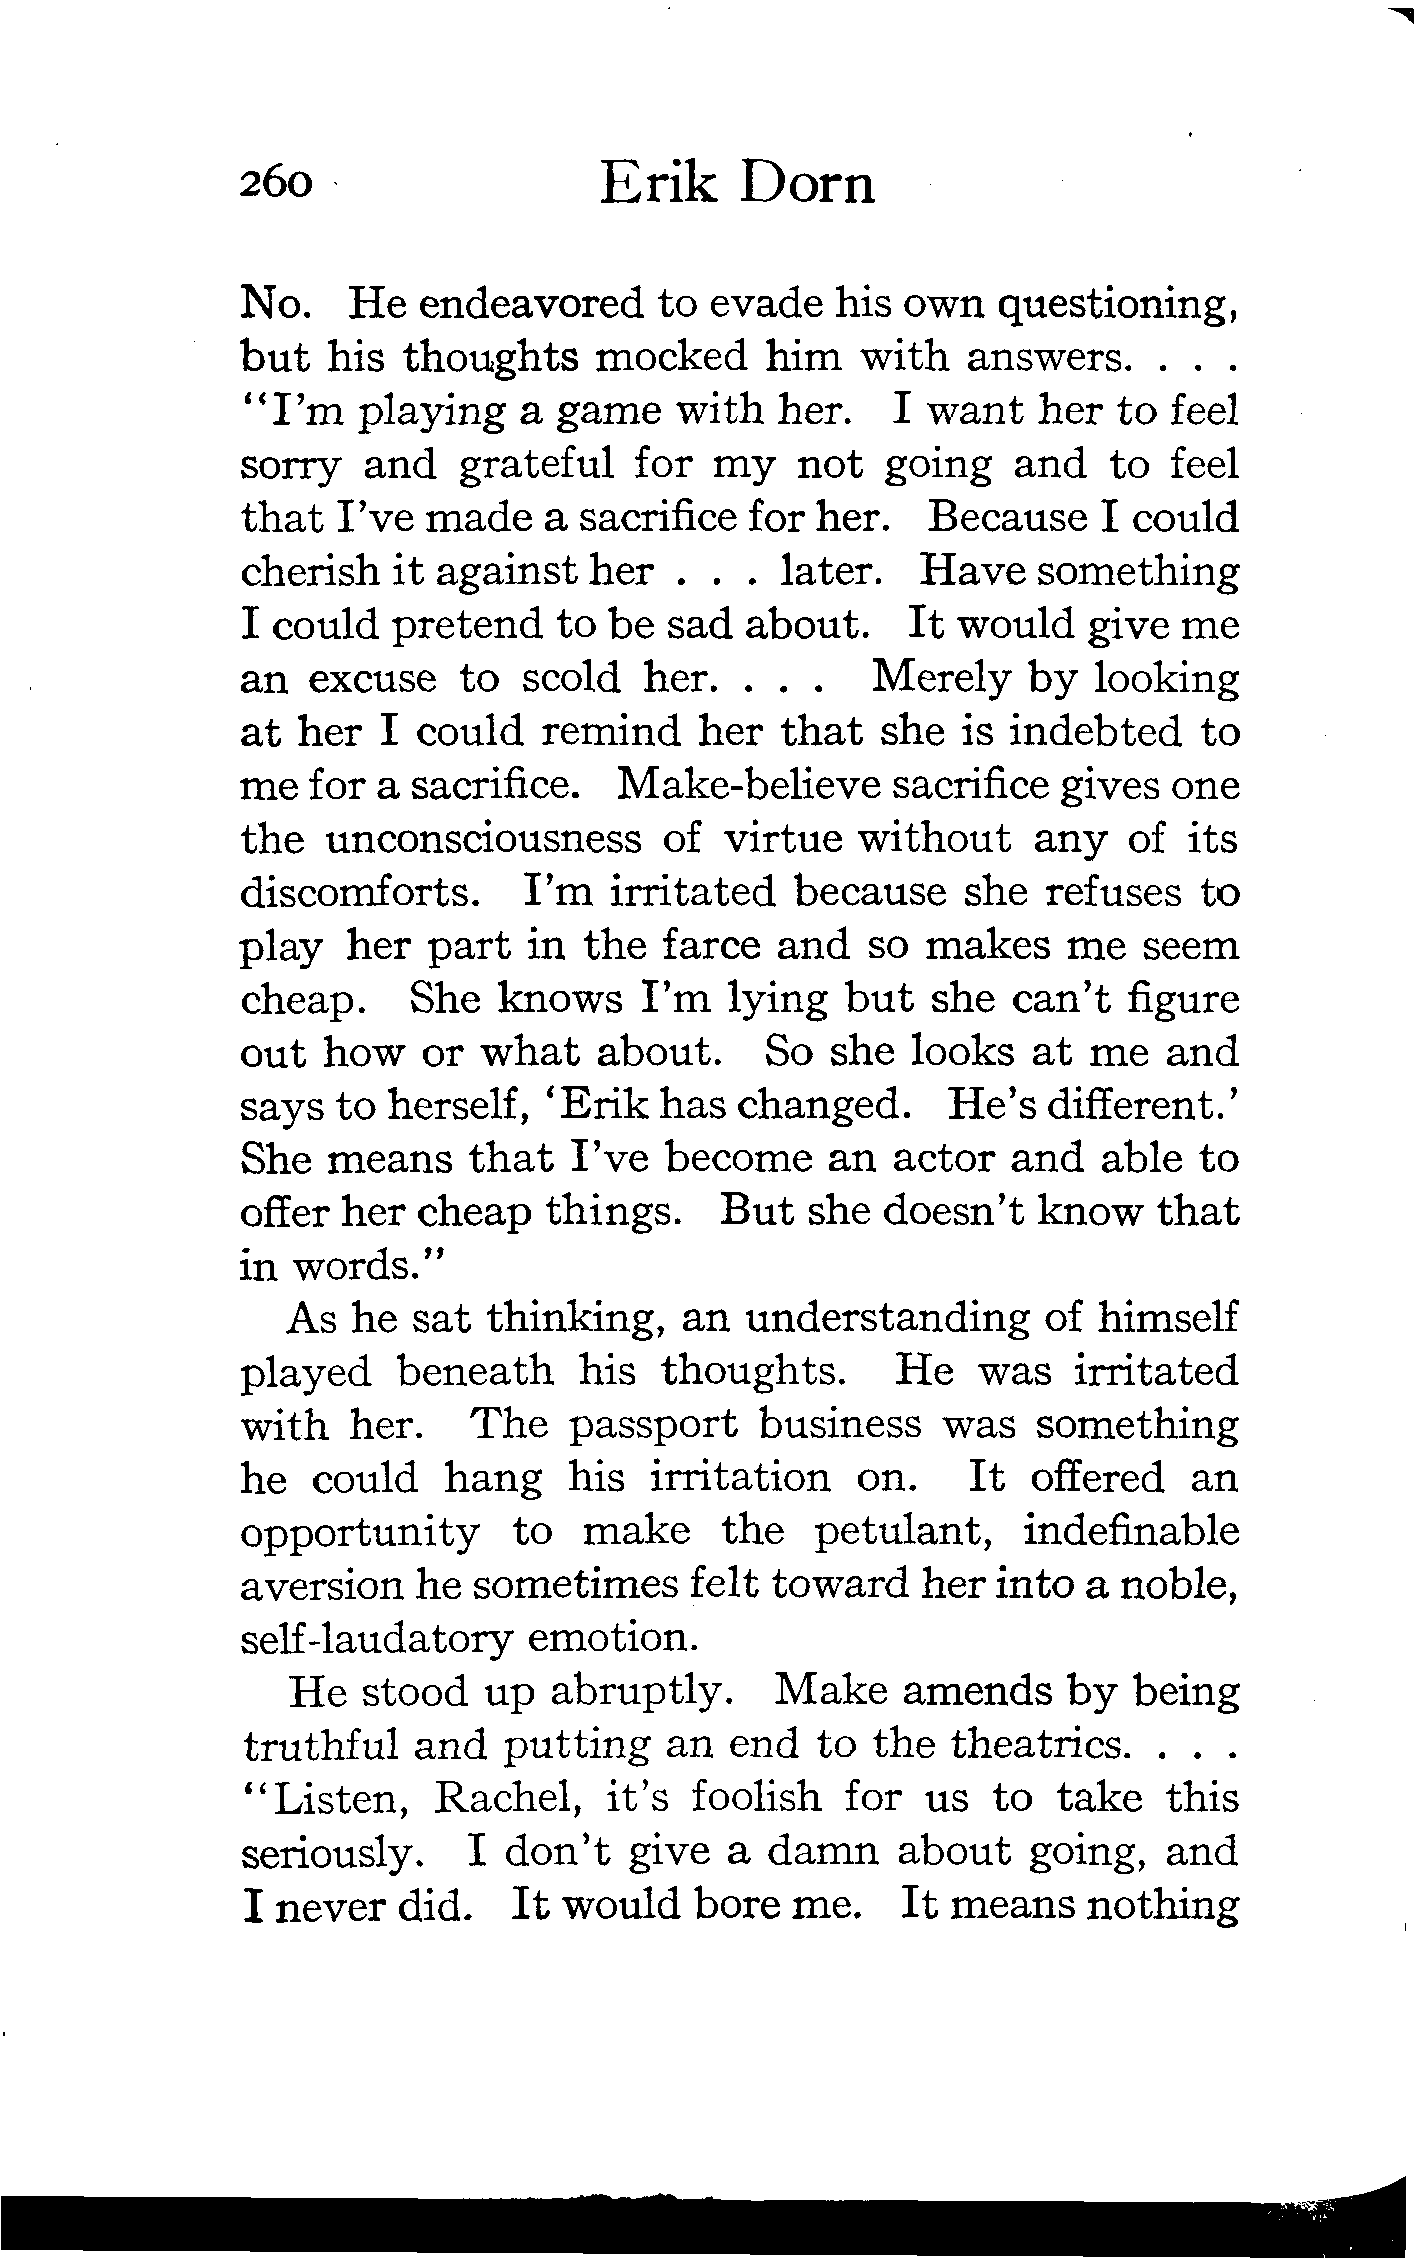 260 Erik Dorn
No. He endeavored to evade his own questioning,
but his thoughts mocked him with answers. . . .
“I’m playing a game with her. I want her to feel
sorry and grateful for my not going and to feel
that I’ve made a sacrifice for her. Because I could
cherish it against her . . . later. Have something
I could pretend to be sad about. It would give me
an excuse to scold her. . . . Merely by looking
at her I could remind her that she is indebted to
me for a sacrifice. Make-believe sacrifice gives one
the unconsciousness of virtue without any of its
discomforts. I’m irritated because she refuses to
play her part in the farce and so makes me seem
cheap. She knows I’m lying but she can’t figure
out how or what about. So she looks at me and
says to herself, ‘Erik has changed. He’s different.’
She means that I’ve become an actor and able to
offer her cheap things. But she doesn’t know that
in words.”
As he sat thinking, an understanding of himself
played beneath his thoughts. He was irritated
with her. The passport business was something
he could hang his irritation on. It offered an
opportunity to make the petulant, indefinable
aversion he sometimes felt toward her into a noble,
self-laudatory emotion.
He stood up abruptly. Make amends by being
truthful and putting an end to the theatrics. . . .
“Listen, Rachel, it’s foolish for us to take this
seriously. I don’t give a damn about going, and
I never did. It would bore me. It means nothing